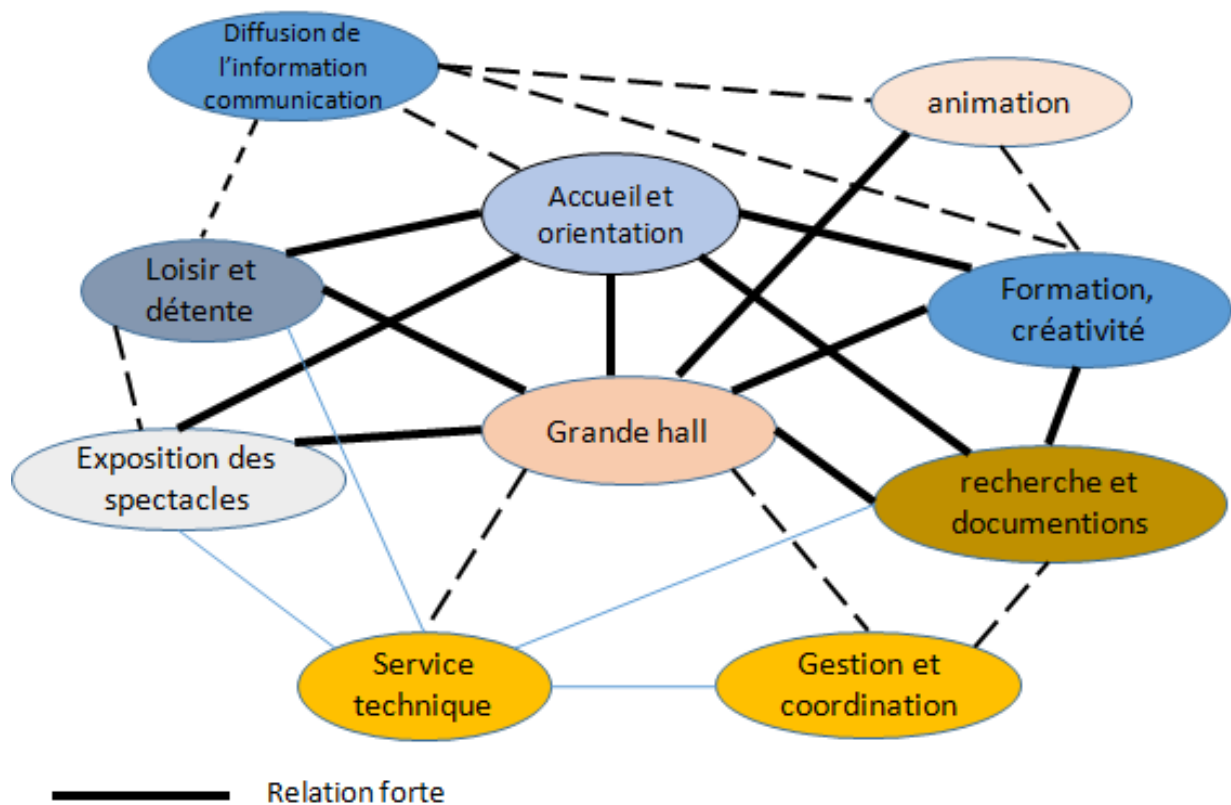 Diffusion de
l'information
communication
animation
Accueil et
orientation
Loisir et
détente
Formation,
créativité
Grande hall
Exposition des
spectacles
recherche et
documentions
Service
technique
Gestion et
coordination
Relation forte